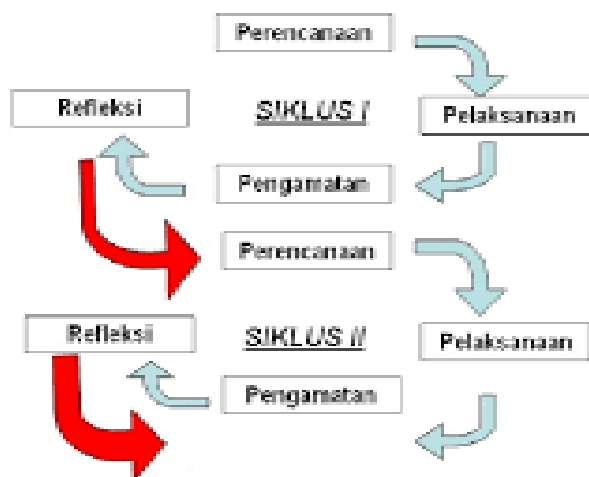 Perencanaan
Refleksi
SIKLUS I
Pelaksanaan
Pengamatan
Perencanaan
Refleksi
SIKLUS II
Pelaksanaan
Pengamatan